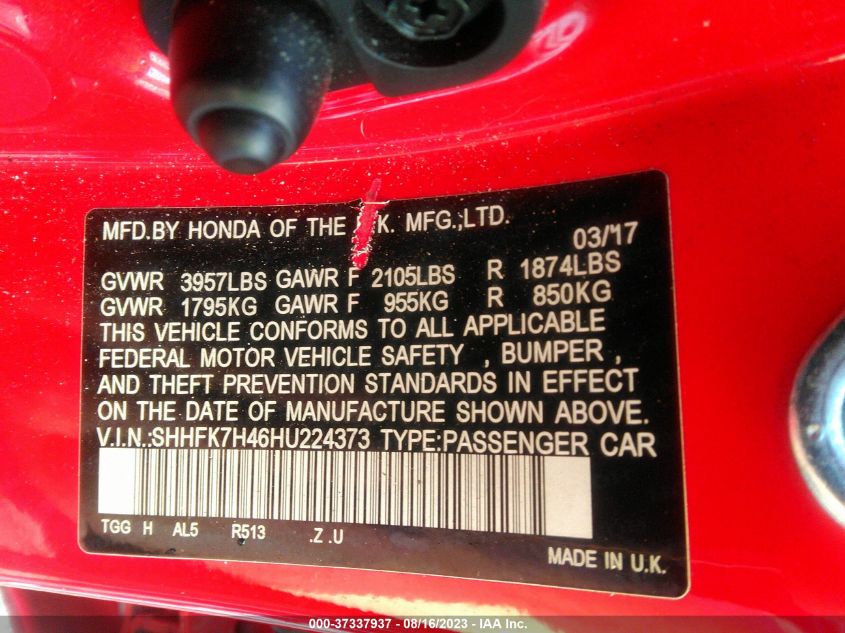 MFD.BY HONDA OF THE K. MFG.;LTD.
03/'17
GVWR 3957LBS GAWR F 2105LBS R 1874LBS
GVWR 1795KG GAWR F 955KG R 850KG
THIS VEHICLE CONFORMS TO ALL APPLICABLE
FEDERAL MOTOR VEHICLE SAFETY , BUMPER ,
AND THEFT PREVENTION STANDARDS IN EFFECT
ON THE DATE OF MANUFACTURE SHOWN ABOVE.
V.I.N.:SHHFK7H46HU224373 TYPE:PASSENGER CAR
TGG H AL5 R513 .Z .U
MADE IN U.K.
000-37337937 - 08/16/2023 - IAA Inc.